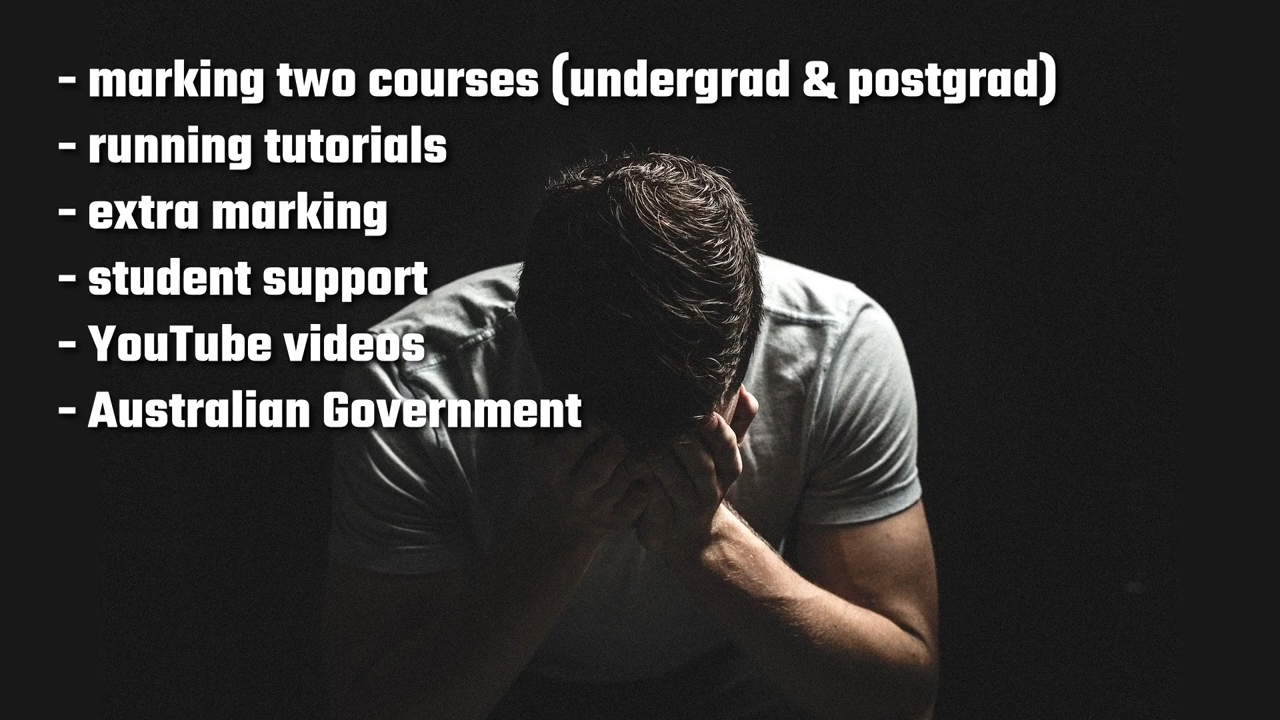 - marking two courses (undergrad & postgrad)
- running tutorials
- extra marking
- student support
- YouTube videos
- Australian Government